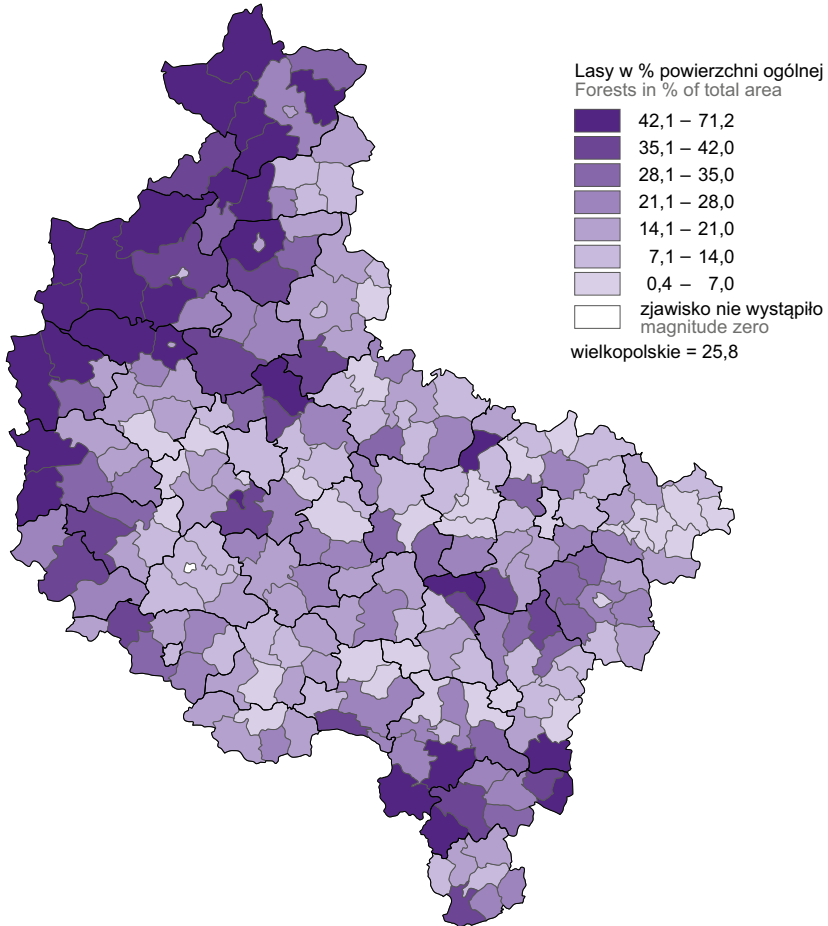 Lasy w % powierzchni ogólnej
Forests in % of total area
42,1 – 71,2
35,1 – 42,0
28,1 – 35,0
21,1 – 28,0
14,1 – 21,0
7,1 – 14,0
0,4 – 7,0
zjawisko nie wystąpiło
magnitude zero
wielkopolskie = 25,8